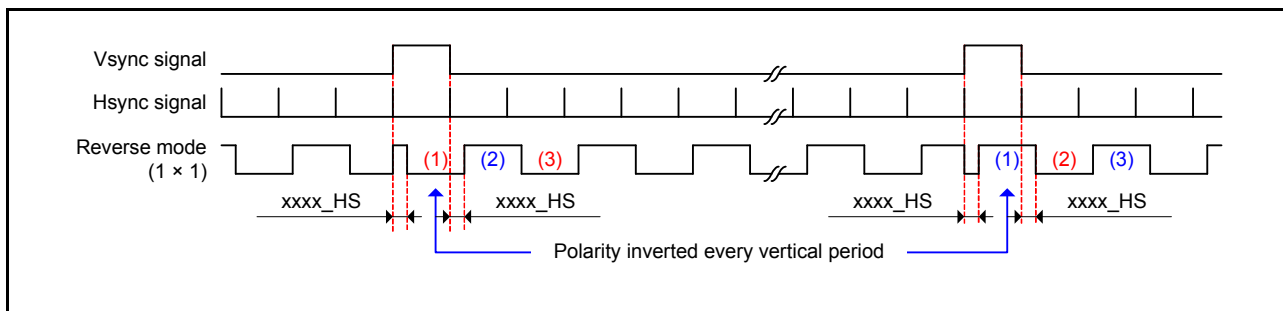 Vsync signal
Hsync signal
Reverse mode
(1 × 1)
(1) (2) (3) (1) (2) (3)
xxxx_HS xxxx_HS xxxx_HS xxxx_HS
Polarity inverted every vertical period